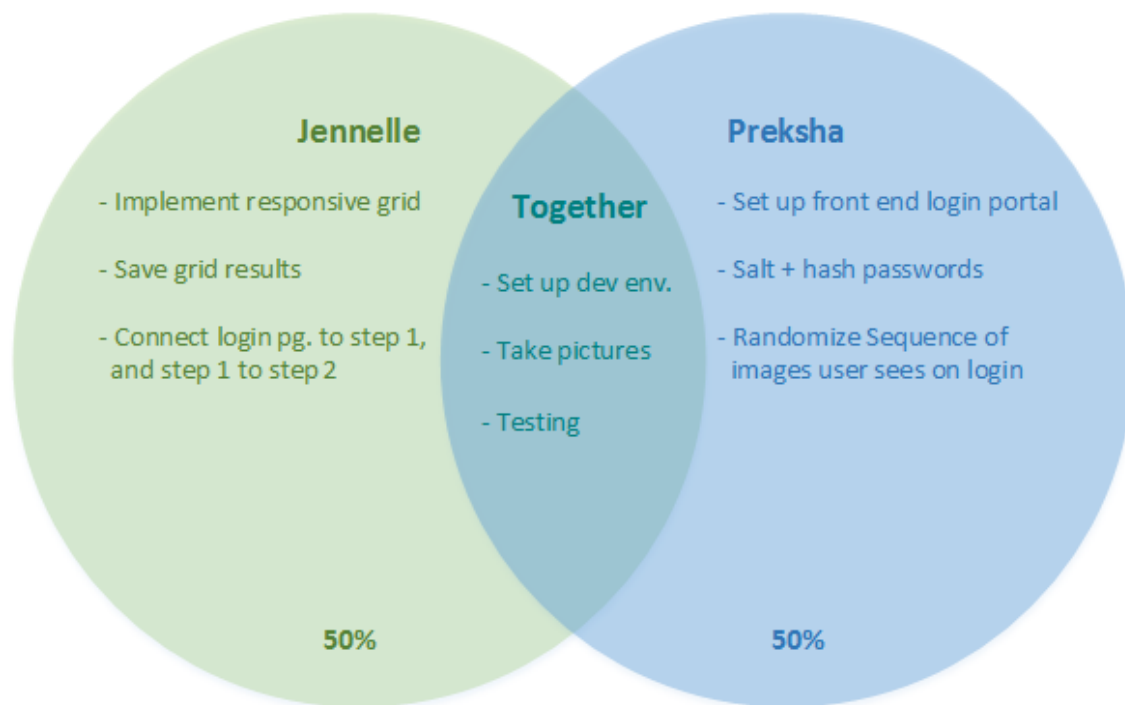 Jennelle
- Implement responsive grid
- Save grid results
- Connect login pg. to step 1,
and step 1 to step 2
50%
Together
- Set up dev env.
- Take pictures
- Testing
Preksha
- Set up front end login portal
- Salt + hash passwords
- Randomize Sequence of
images user sees on login
50%